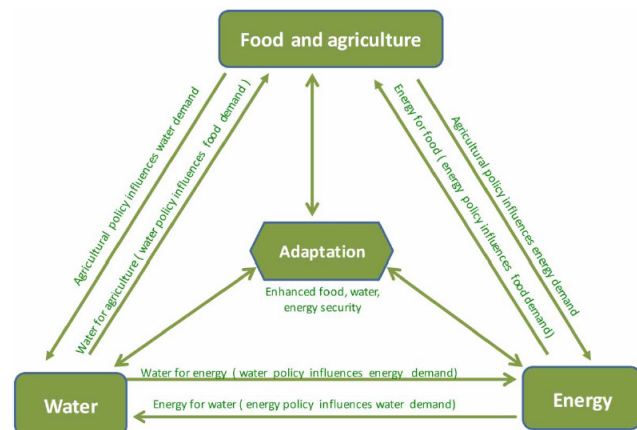 Food and agriculture
Agricultural policy influences water demand
Water for agriculture ( water policy influences food demand )
Energy for food ( energy policy influences food demand)
Agricultural policy influences energy demand
Adaptation
Enhanced food, water,
energy security
Water for energy ( water policy influences energy demand)
Water
Energy
Energy for water ( energy policy influences water demand)